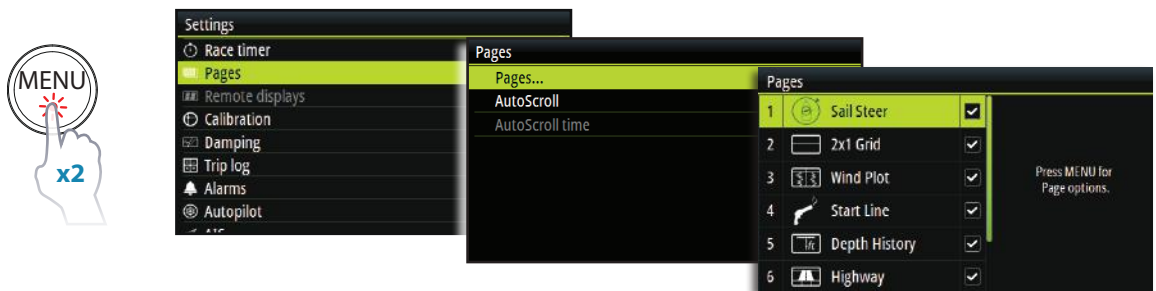 MENU
x2
Settings
Race timer
Pages
Remote displays
Calibration
Damping
Trip log
Alarms
Autopilot
Pages
Pages...
AutoScroll
AutoScroll time
Pages
1 Sail Steer
2 2x1 Grid
3 Wind Plot
4 Start Line
5 Depth History
6 Highway
Press MENU for
Page options.